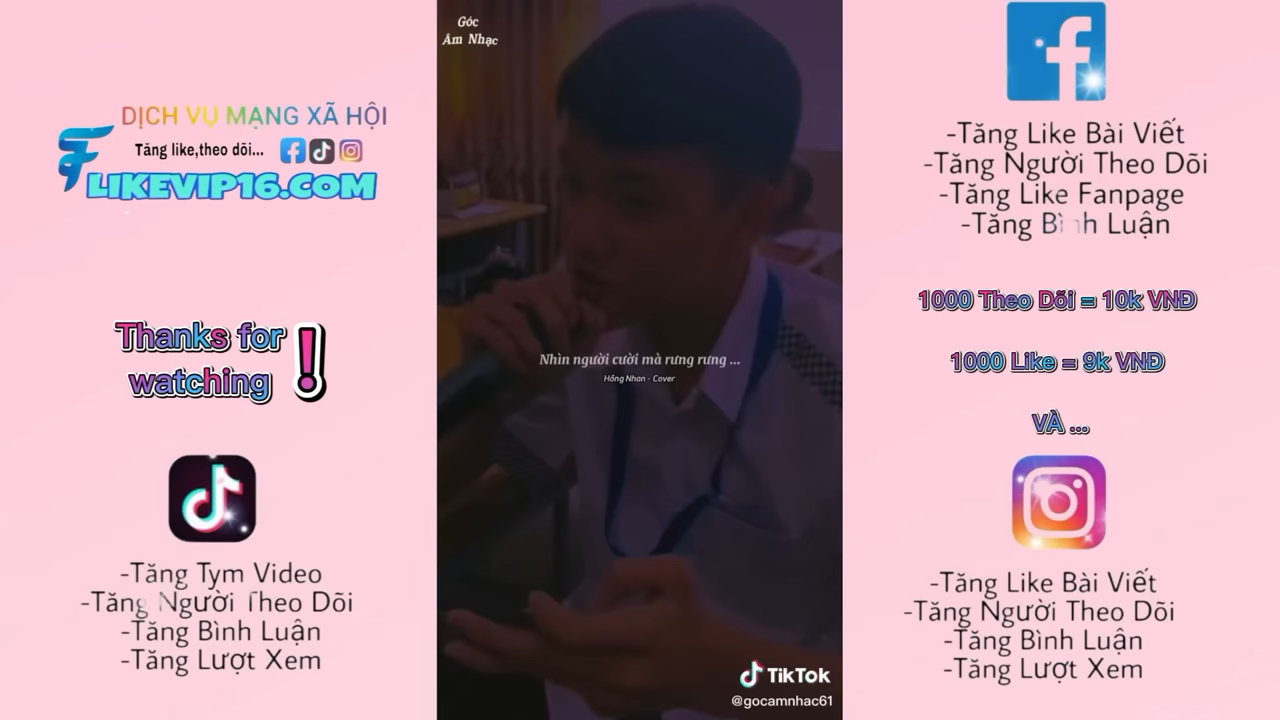 DỊCH VỤ MẠNG XÃ HỘI
Tăng like,theo dõi...
LIKEVIP16.COM
Thanks for
watching !
-Tăng Tym Video
-Tăng Người Theo Dõi
-Tăng Bình Luận
-Tăng Lượt Xem
Góc
Âm Nhạc
Nhìn người cười mà rưng rưng ...
Hồng Nhan - Cover
TikTok
@gocamnhac61
-Tăng Like Bài Viết
-Tăng Người Theo Dõi
-Tăng Like Fanpage
-Tăng Bình Luận
1000 Theo Dõi = 10k VNĐ
1000 Like = 9k VNĐ
VÀ ...
-Tăng Like Bài Viết
-Tăng Người Theo Dõi
-Tăng Bình Luận
-Tăng Lượt Xem